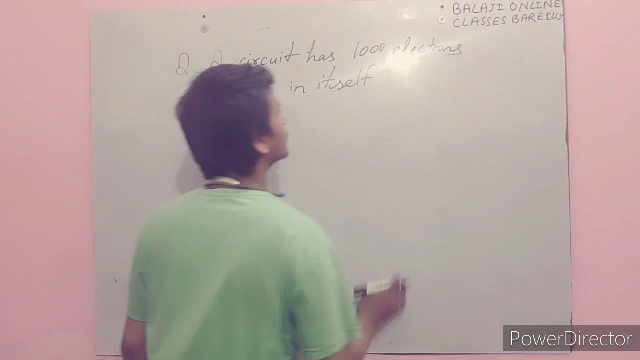 • BALAJI ONLINE
CLASSES BAREILLY
Q circuit has 1000 electrons
in itself
PowerDirector